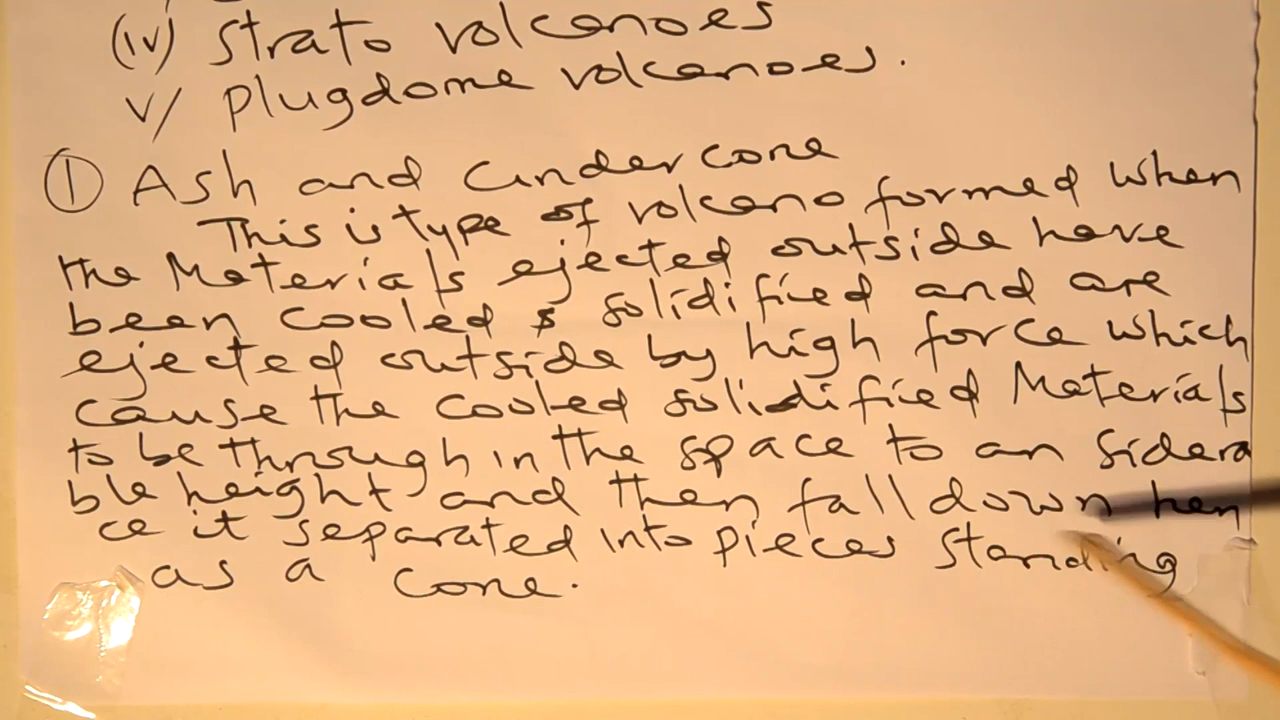 (iv) Strato volcanoes
v/ Plugdome volcanoes.
① Ash and cinder cone
This is type of volcano formed when
the Materials ejected outside have
been cooled & solidified and are
ejected outside by high force which
cause the cooled solidified Materials
to be through in the space to an sidera
ble height and then fall down hen
ce it separated into pieces standing
as a cone.